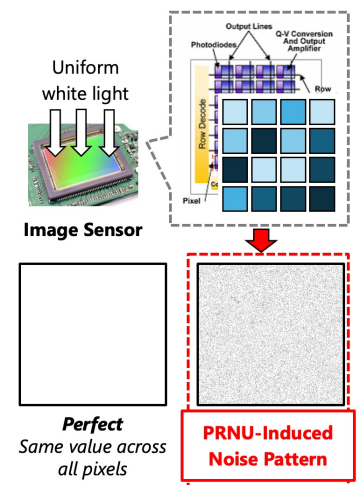 Uniform
white light
Output Lines
Photodiodes
Q-V Conversion
And Output
Amplifier
Row
Row Decode
Pixel
Image Sensor
Perfect
Same value across
all pixels
PRNU-Induced
Noise Pattern